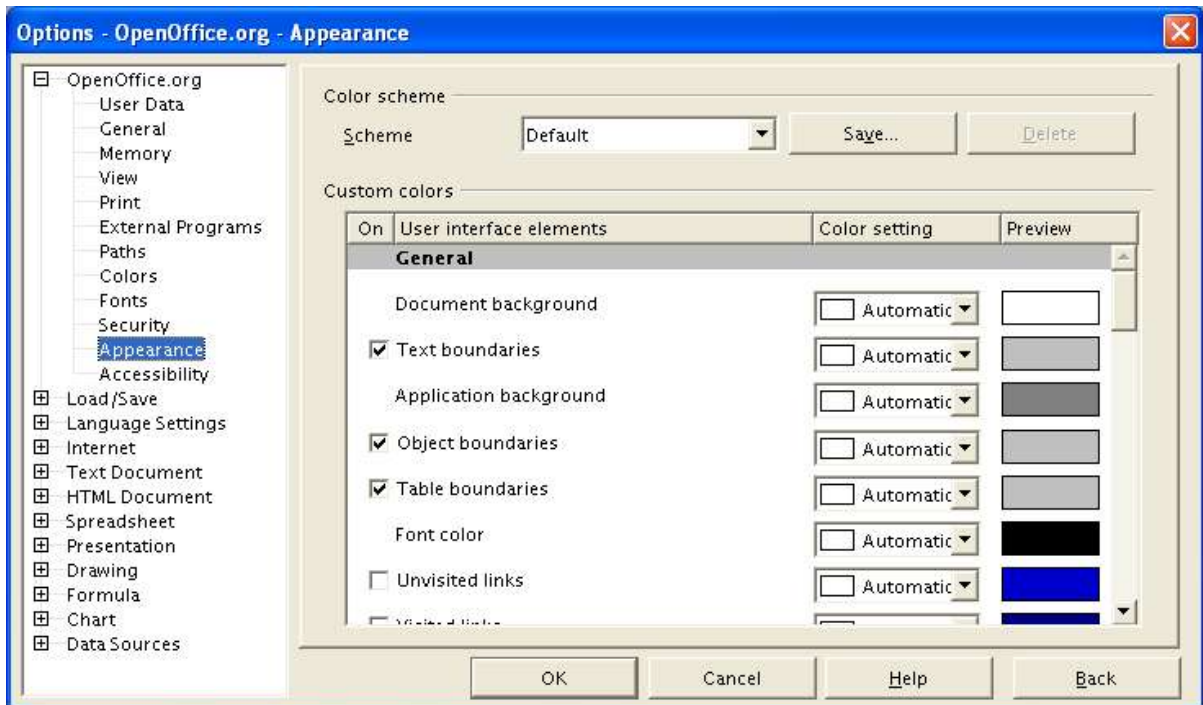 Options - OpenOffice.org - Appearance
OpenOffice.org
User Data
General
Memory
View
Print
External Programs
Paths
Colors
Fonts
Security
Appearance
Accessibility
Load/Save
Language Settings
Internet
Text Document
HTML Document
Spreadsheet
Presentation
Drawing
Formula
Chart
Data Sources
Color scheme
Scheme Default Save... Delete
Custom colors
On User interface elements Color setting Preview
General
Document background Automatic
Text boundaries Automatic
Application background Automatic
Object boundaries Automatic
Table boundaries Automatic
Font color Automatic
Unvisited links Automatic
Visited links
OK Cancel Help Back